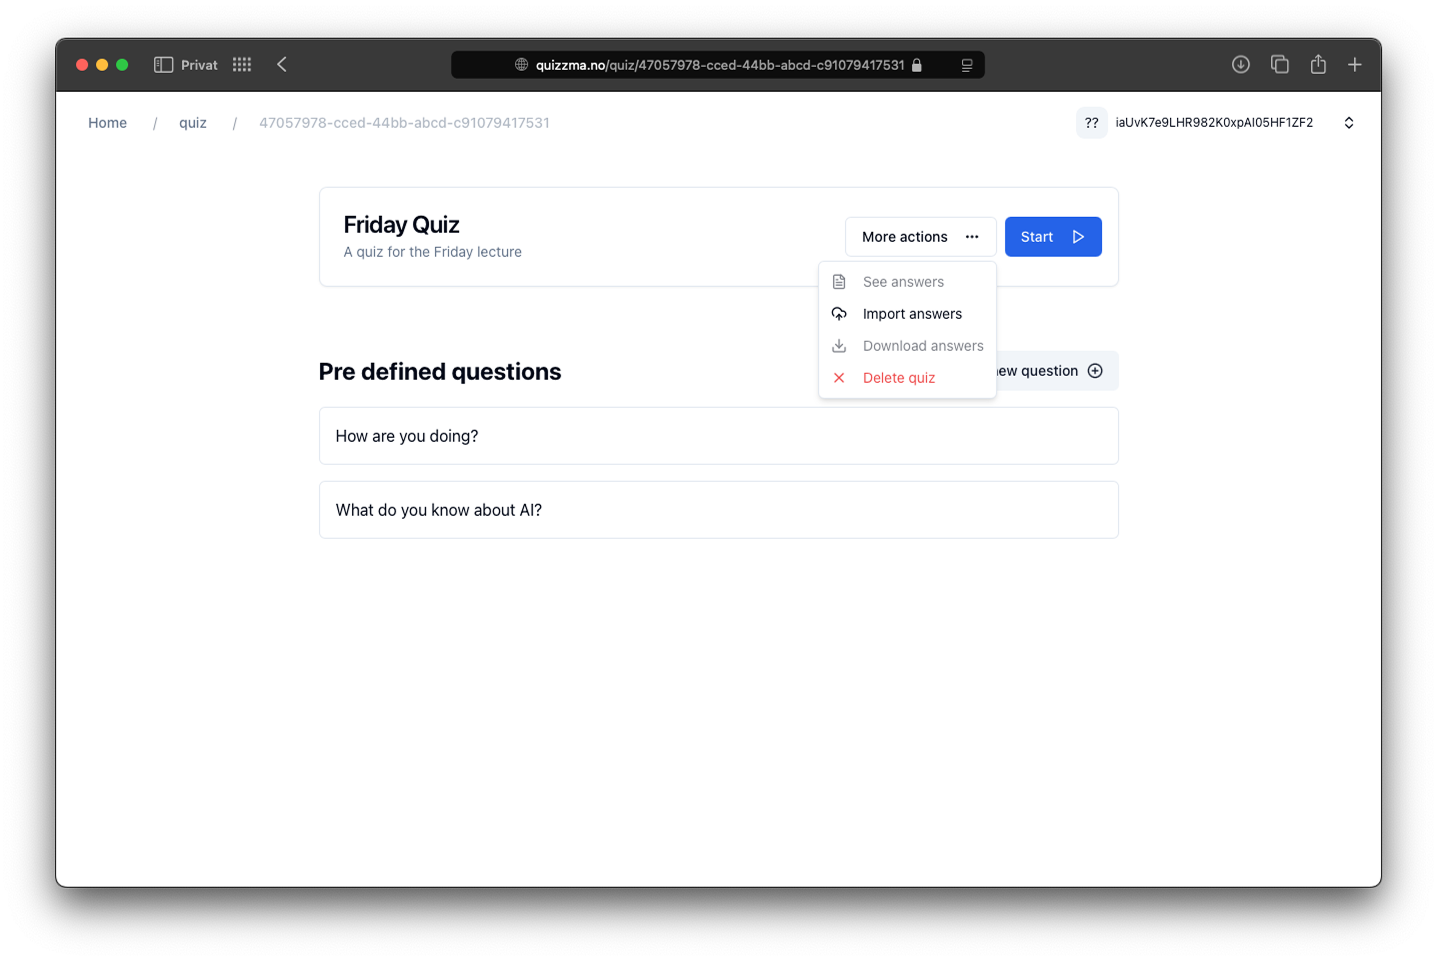 Privat
quizzma.no/quiz/47057978-cced-44bb-abcd-c91079417531
Home / quiz / 47057978-cced-44bb-abcd-c91079417531
?? iaUvK7e9LHR982K0xpAI05HF1ZF2
Friday Quiz
A quiz for the Friday lecture
More actions ...
Start
See answers
Import answers
Download answers
Delete quiz
Pre defined questions
new question
How are you doing?
What do you know about AI?